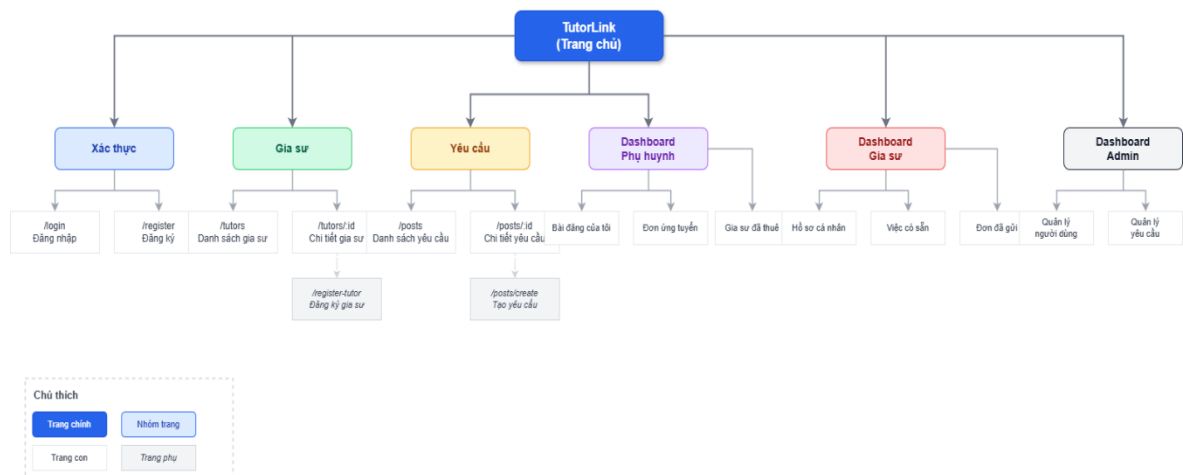 TutorLink
(Trang chủ)
Xác thực
Gia sư
Yêu cầu
Dashboard
Phụ huynh
Dashboard
Gia sư
Dashboard
Admin
/login
Đăng nhập
/register
Đăng ký
/tutors
Danh sách gia sư
/tutors/:id
Chi tiết gia sư
/posts
Danh sách yêu cầu
/posts/:id
Chi tiết yêu cầu
Bài đăng của tôi
Đơn ứng tuyển
Gia sư đã thuê
Hồ sơ cá nhân
Việc có sẵn
Đơn đã gửi
Quản lý
người dùng
Quản lý
yêu cầu
/register-tutor
Đăng ký gia sư
/posts/create
Tạo yêu cầu
Chú thích
Trang chính
Nhóm trang
Trang con
Trang phụ